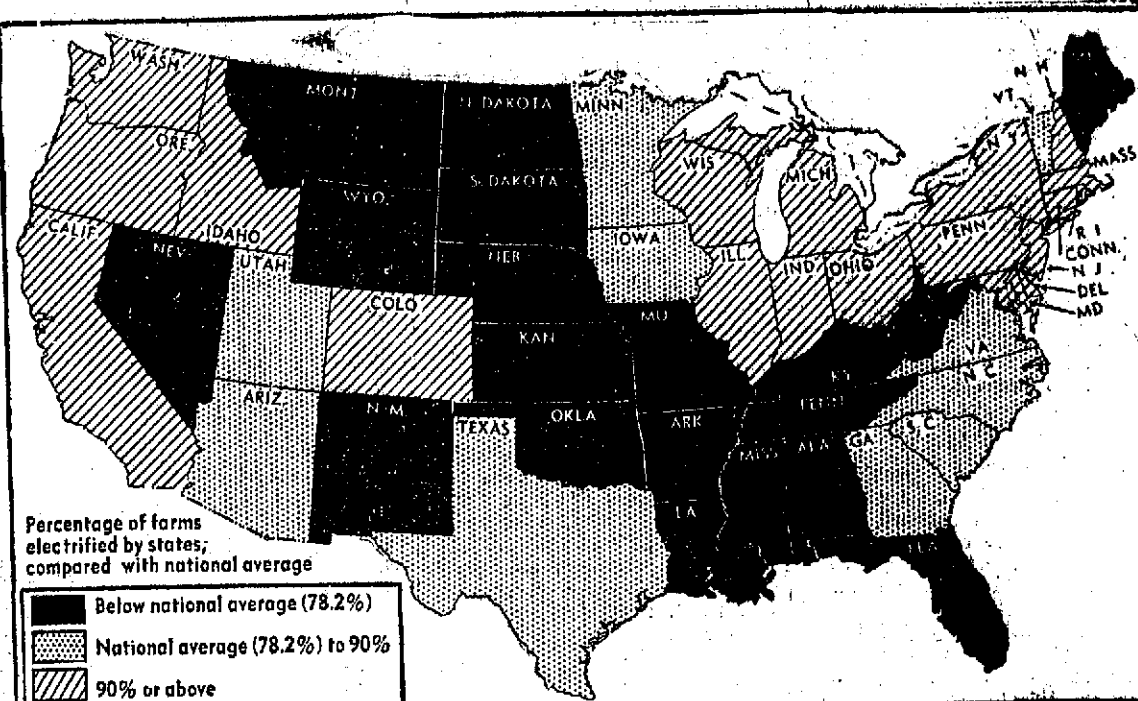 WASH.
MONT.
N. DAKOTA
MINN
N H
VT
ORE.
WIS
MICH
N Y
MASS
S. DAKOTA
WYO.
IDAHO
IOWA
PENN
R I
CONN.
N J
DEL
MD
CALIF.
NEV.
UTAH
NEB
ILL
IND.
OHIO
COLO
KAN
MO
VA
KY
N C
ARIZ
N. M.
OKLA
TEXAS
ARK
TENN
S. C.
MISS
ALA
GA
LA
FLA
Percentage of farms
electrified by states;
compared with national average
Below national average (78.2%)
National average (78.2%) to 90%
90% or above